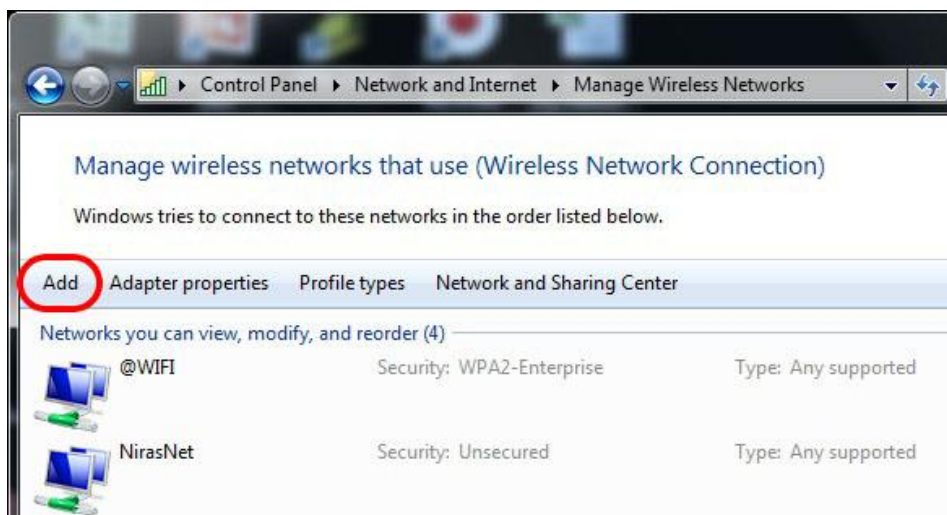 Control Panel Network and Internet Manage Wireless Networks
Manage wireless networks that use (Wireless Network Connection)
Windows tries to connect to these networks in the order listed below.
Add Adapter properties Profile types Network and Sharing Center
Networks you can view, modify, and reorder (4)
@WIFI Security: WPA2-Enterprise Type: Any supported
NirasNet Security: Unsecured Type: Any supported